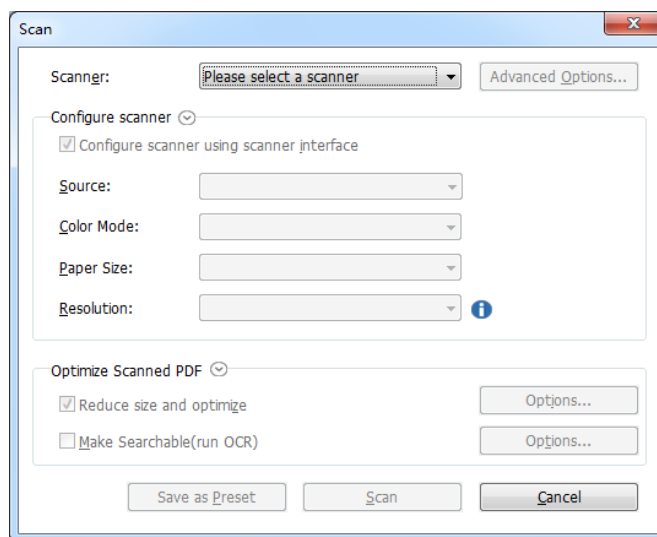 Scan
Scanner: Please select a scanner Advanced Options...
Configure scanner
Configure scanner using scanner interface
Source:
Color Mode:
Paper Size:
Resolution:
Optimize Scanned PDF
Reduce size and optimize Options...
Make Searchable(run OCR) Options...
Save as Preset Scan Cancel